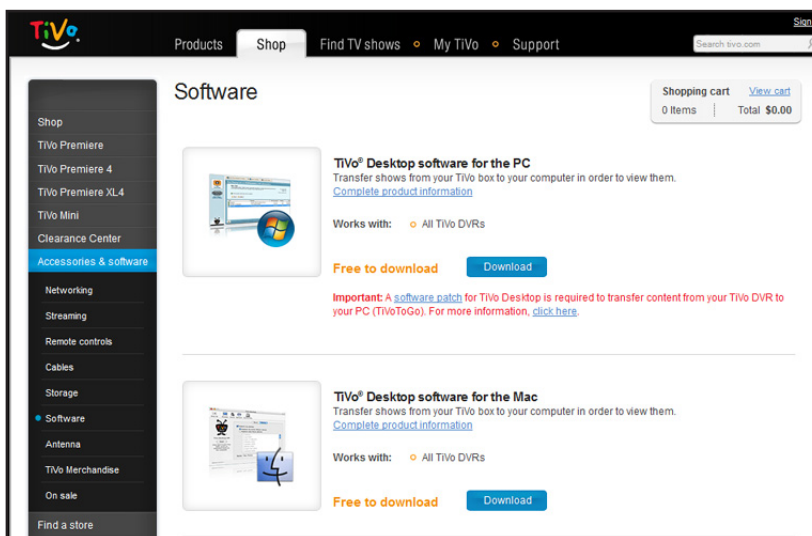 TiVo
Sign
Products
Shop
Find TV shows
My TiVo
Support
Search tivo.com
Software
Shopping cart
View cart
0 Items
Total $0.00
Shop
TiVo Premiere
TiVo Premiere 4
TiVo Premiere XL4
TiVo Mini
Clearance Center
Accessories & software
Networking
Streaming
Remote controls
Cables
Storage
Software
Antenna
TiVo Merchandise
On sale
Find a store
TiVo® Desktop software for the PC
Transfer shows from your TiVo box to your computer in order to view them.
Complete product information
Works with:
All TiVo DVRs
Free to download
Download
Important: A software patch for TiVo Desktop is required to transfer content from your TiVo DVR to
your PC (TiVoToGo). For more information, click here.
TiVo® Desktop software for the Mac
Transfer shows from your TiVo box to your computer in order to view them.
Complete product information
Works with:
All TiVo DVRs
Free to download
Download